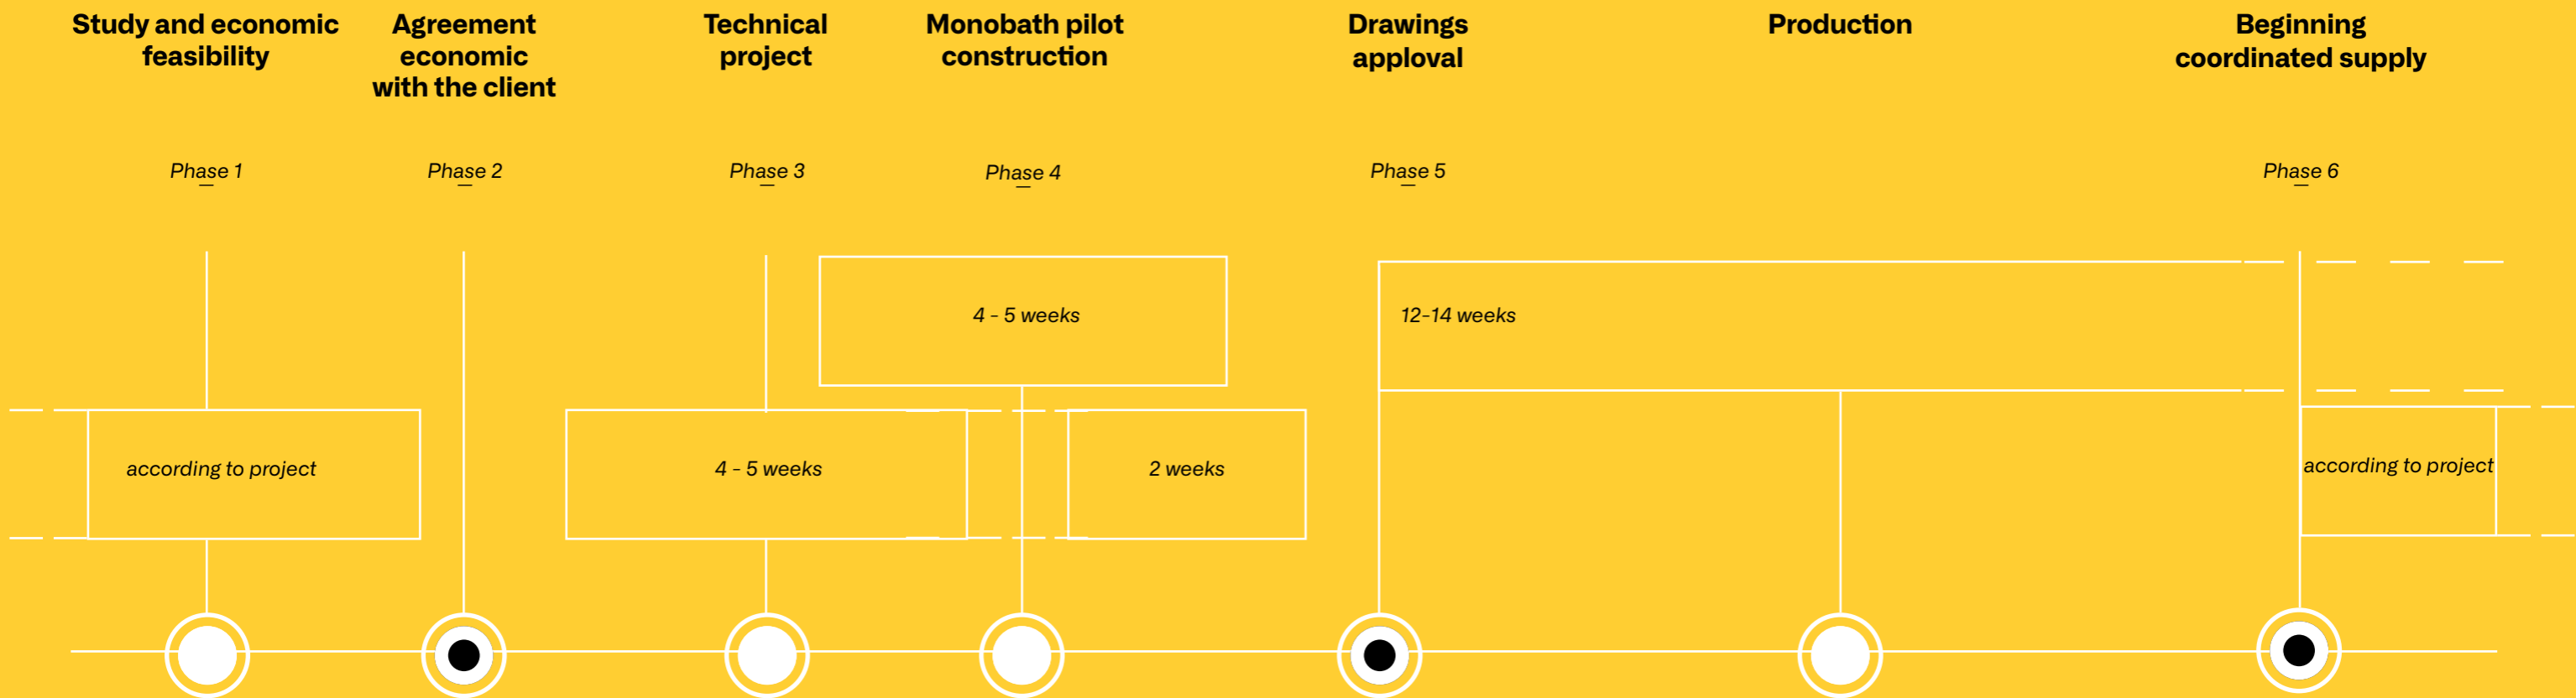 Study and economic
feasibility
Agreement
economic
with the client
Technical
project
Monobath pilot
construction
Drawings
apploval
Production
Beginning
coordinated supply
Phase 1
Phase 2
Phase 3
Phase 4
Phase 5
Phase 6
4 - 5 weeks
12-14 weeks
according to project
4 - 5 weeks
2 weeks
according to project